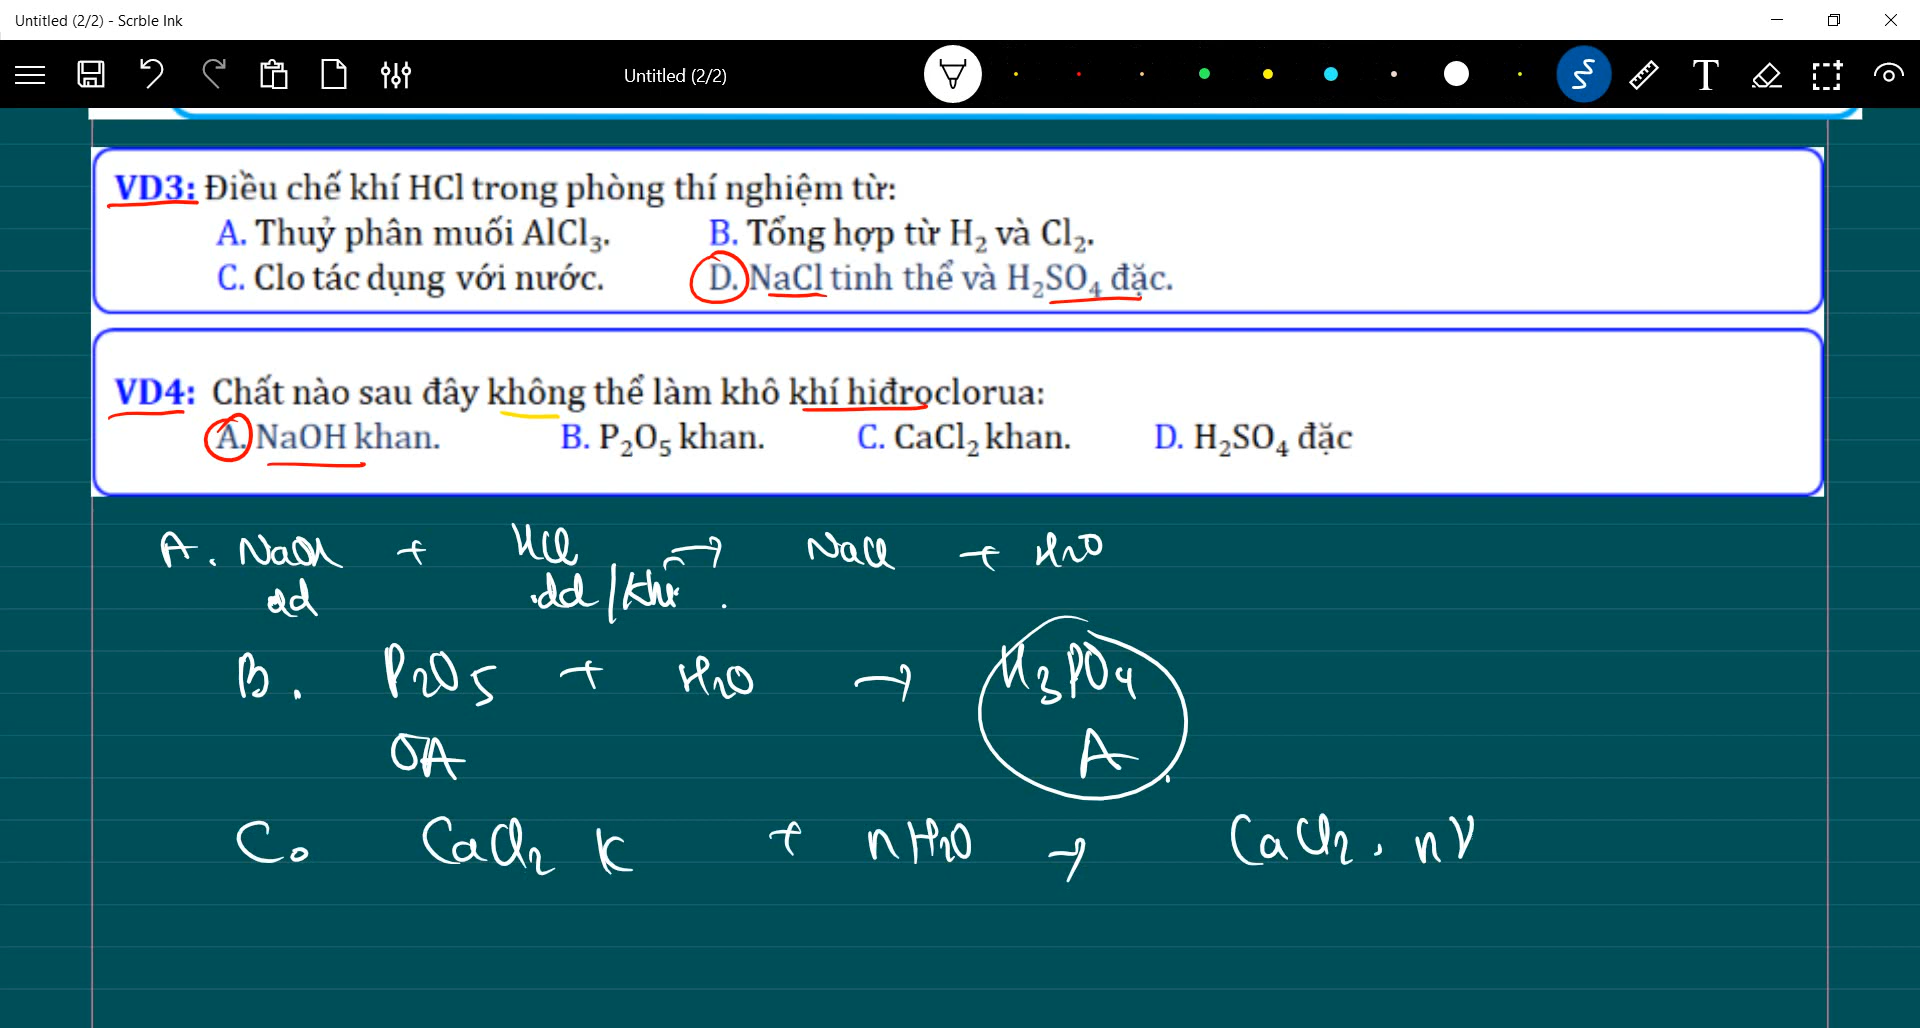 Untitled (2/2) - Scrble Ink
Untitled (2/2)
T
VD3: Điều chế khí HCl trong phòng thí nghiệm từ:
A. Thuỷ phân muối AlCl₃. B. Tổng hợp từ H₂ và Cl₂.
C. Clo tác dụng với nước. D. NaCl tinh thể và H₂SO₄ đặc.
VD4: Chất nào sau đây không thể làm khô khí hiđroclorua:
A. NaOH khan. B. P₂O₅ khan. C. CaCl₂ khan. D. H₂SO₄ đặc
A. NaOH + HCl → NaCl + H₂O
dd dd/khí.
B. P₂O₅ + H₂O → H₃PO₄
OA A
C. CaCl₂ K + nH₂O → CaCl₂.n